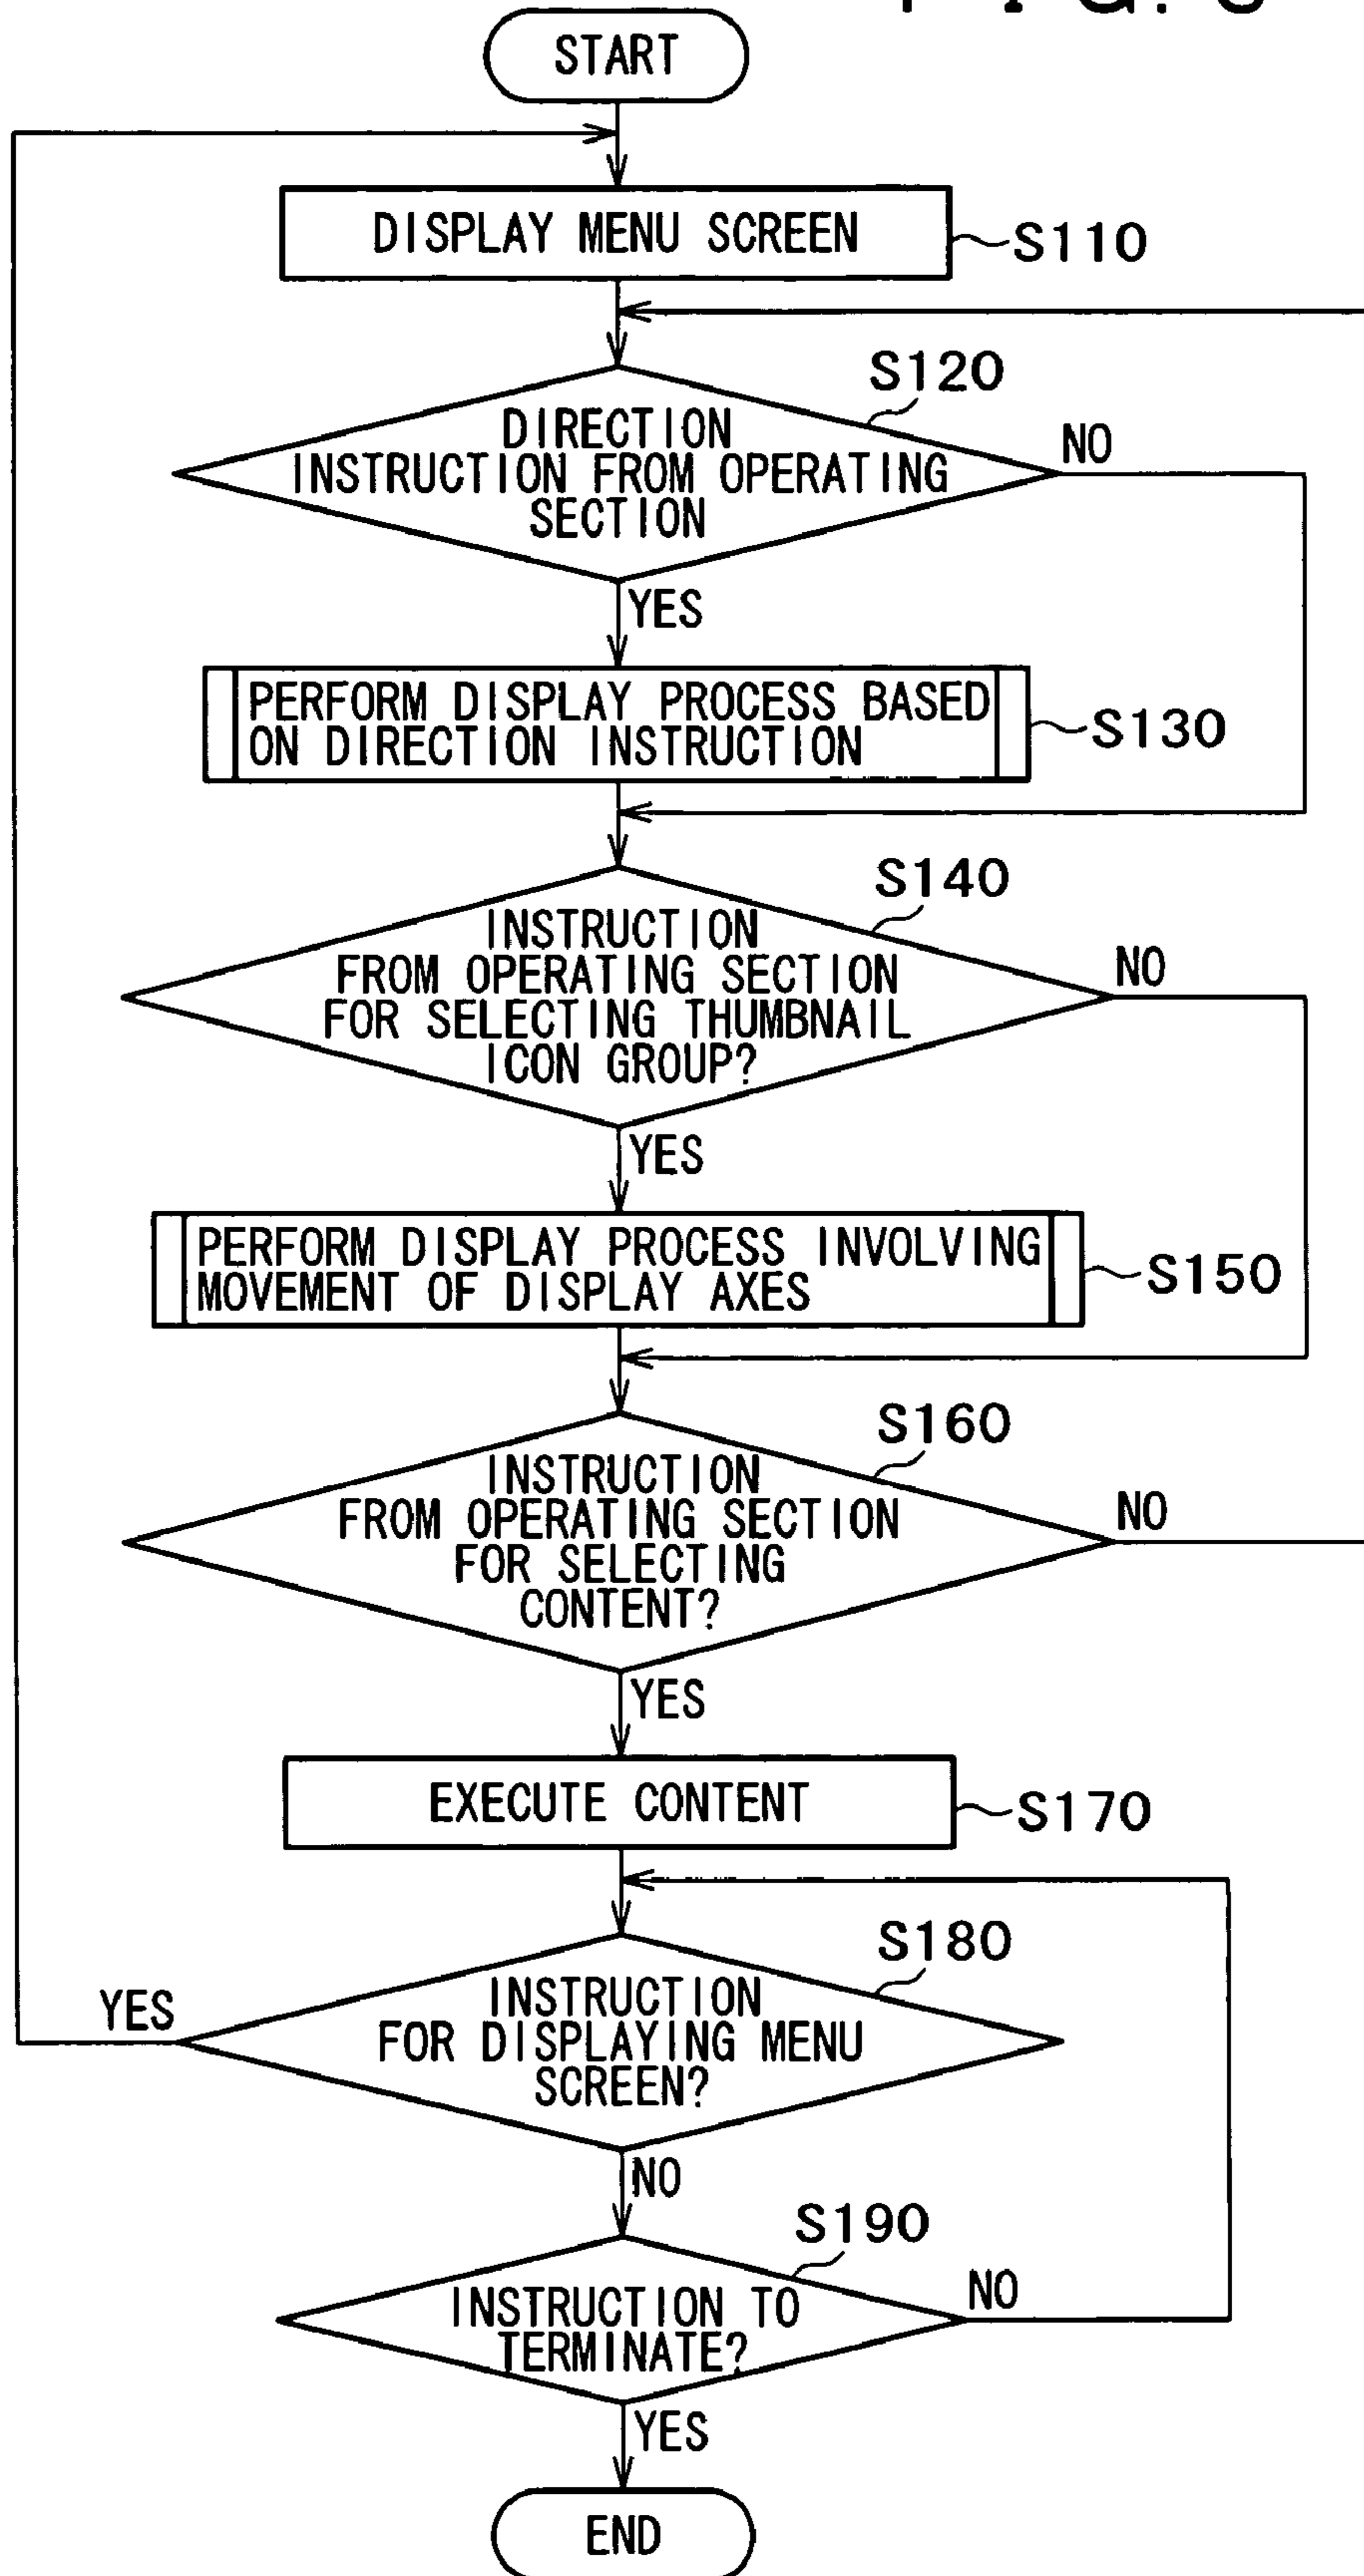 START
DISPLAY MENU SCREEN
S110
S120
DIRECTION
INSTRUCTION FROM OPERATING
SECTION
NO
YES
PERFORM DISPLAY PROCESS BASED
ON DIRECTION INSTRUCTION
S130
S140
INSTRUCTION
FROM OPERATING SECTION
FOR SELECTING THUMBNAIL
ICON GROUP?
NO
YES
PERFORM DISPLAY PROCESS INVOLVING
MOVEMENT OF DISPLAY AXES
S150
S160
INSTRUCTION
FROM OPERATING SECTION
FOR SELECTING
CONTENT?
NO
YES
EXECUTE CONTENT
S170
S180
INSTRUCTION
FOR DISPLAYING MENU
SCREEN?
YES
NO
S190
INSTRUCTION TO
TERMINATE?
NO
YES
END